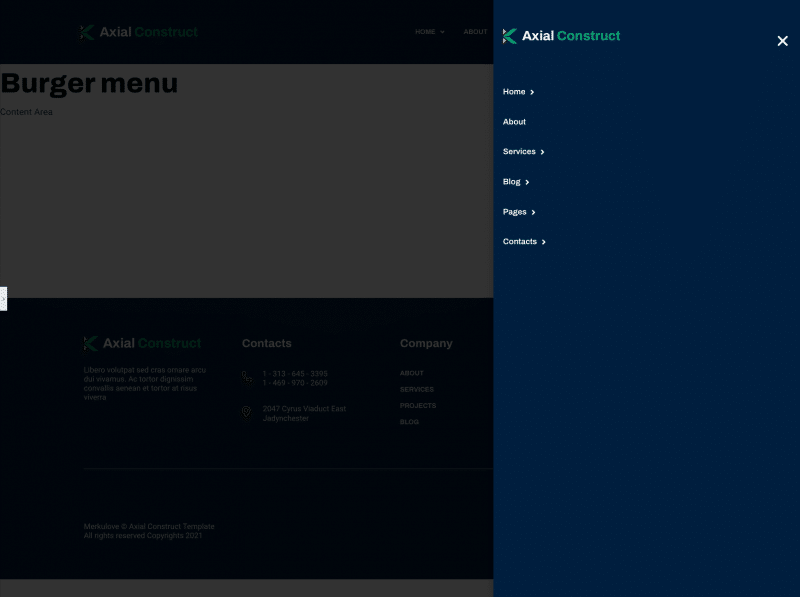 Axial Construct
HOME
ABOUT
Burger menu
Content Area
Axial Construct
Libero volutpat sed cras ornare arcu
dui vivamus. Ac tortor dignissim
convallis aenean et tortor at risus
viverra
Contacts
1 - 313 - 645 - 3395
1 - 469 - 970 - 2609
2047 Cyrus Viaduct East
Jadynchester
Company
ABOUT
SERVICES
PROJECTS
BLOG
Merkulove © Axial Construct Template
All rights reserved Copyrights 2021
Axial Construct
Home
About
Services
Blog
Pages
Contacts